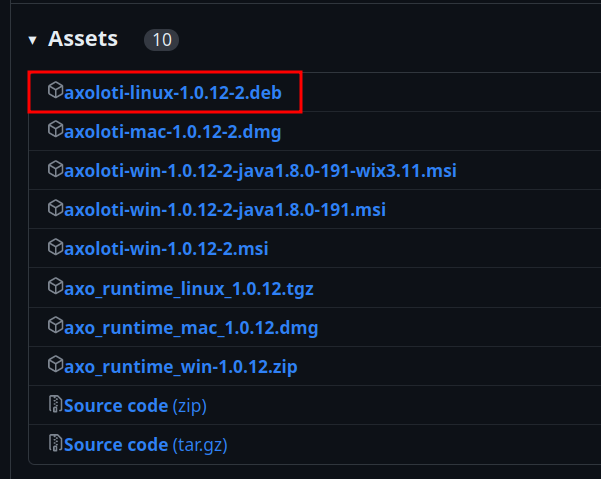 Assets 10
axoloti-linux-1.0.12-2.deb
axoloti-mac-1.0.12-2.dmg
axoloti-win-1.0.12-2-java1.8.0-191-wix3.11.msi
axoloti-win-1.0.12-2-java1.8.0-191.msi
axoloti-win-1.0.12-2.msi
axo_runtime_linux_1.0.12.tgz
axo_runtime_mac_1.0.12.dmg
axo_runtime_win-1.0.12.zip
Source code (zip)
Source code (tar.gz)